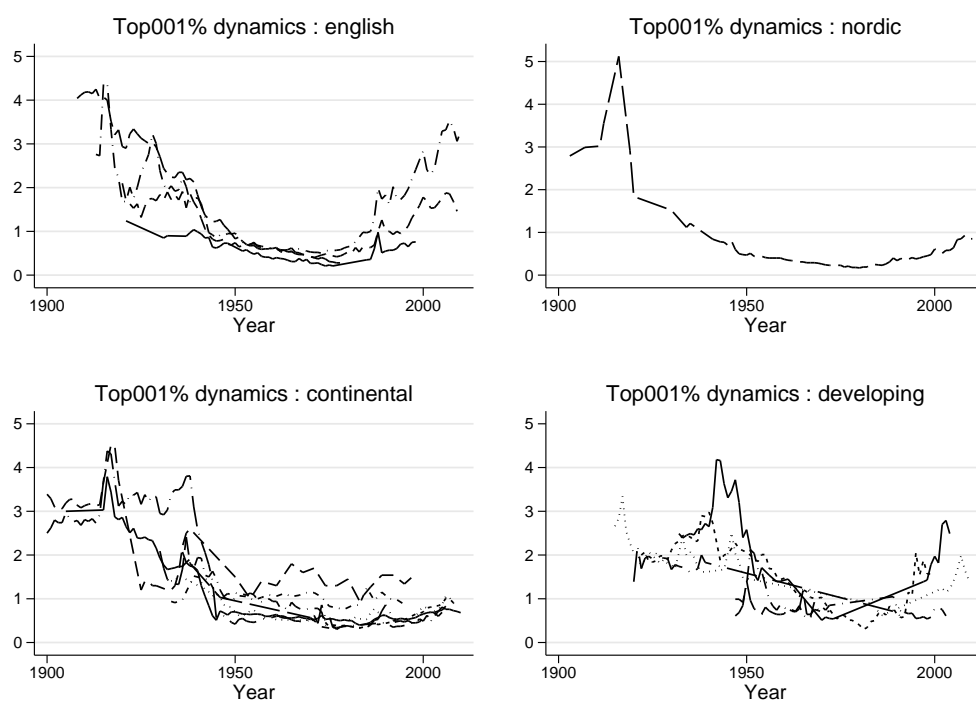 Top001% dynamics : english
5
4
3
2
1
0
1900 1950 2000
Year
Top001% dynamics : nordic
5
4
3
2
1
0
1900 1950 2000
Year
Top001% dynamics : continental
5
4
3
2
1
0
1900 1950 2000
Year
Top001% dynamics : developing
5
4
3
2
1
0
1900 1950 2000
Year